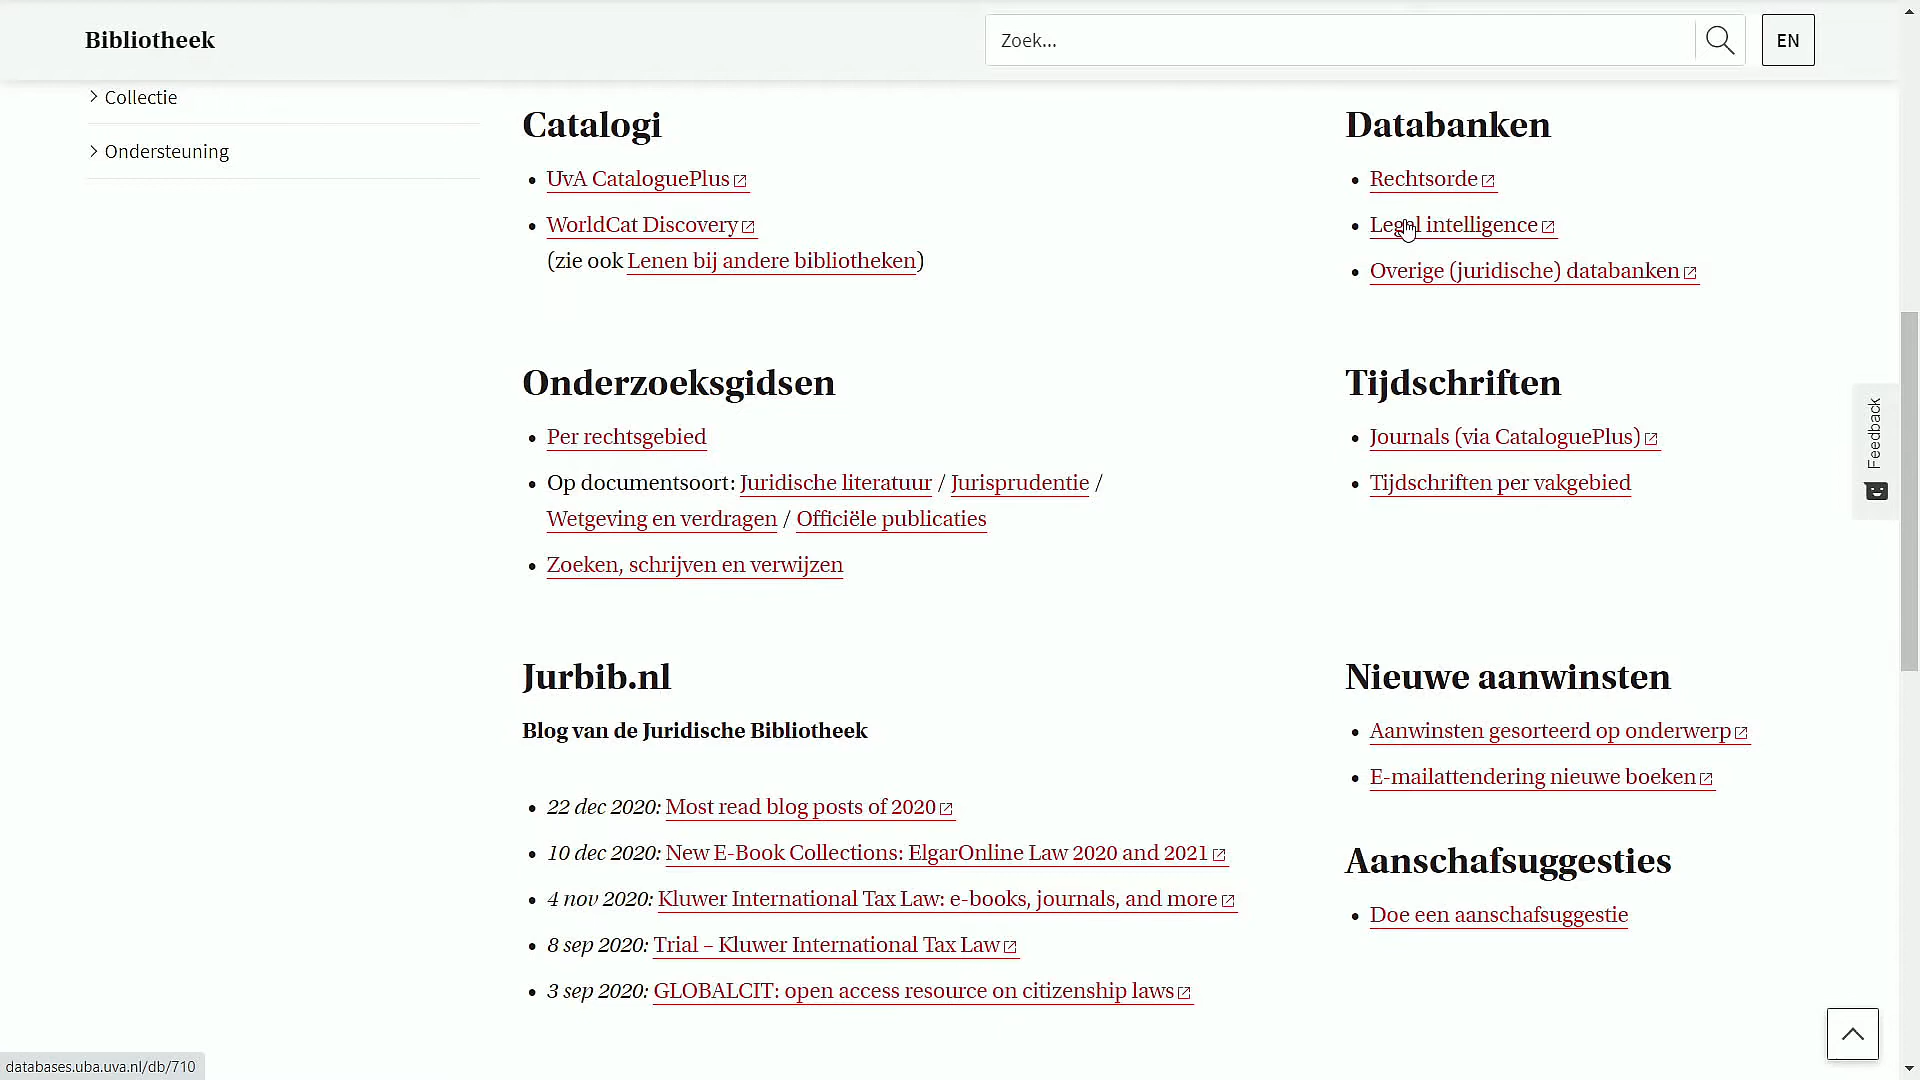 Bibliotheek
Zoek...
EN
Collectie
Ondersteuning
Catalogi
UvA CataloguePlus
WorldCat Discovery
(zie ook Lenen bij andere bibliotheken)
Databanken
Rechtsorde
Legal intelligence
Overige (juridische) databanken
Onderzoeksgidsen
Per rechtsgebied
Op documentsoort: Juridische literatuur / Jurisprudentie /
Wetgeving en verdragen / Officiële publicaties
Zoeken, schrijven en verwijzen
Tijdschriften
Journals (via CataloguePlus)
Tijdschriften per vakgebied
Feedback
Jurbib.nl
Blog van de Juridische Bibliotheek
22 dec 2020: Most read blog posts of 2020
10 dec 2020: New E-Book Collections: ElgarOnline Law 2020 and 2021
4 nov 2020: Kluwer International Tax Law: e-books, journals, and more
8 sep 2020: Trial – Kluwer International Tax Law
3 sep 2020: GLOBALCIT: open access resource on citizenship laws
Nieuwe aanwinsten
Aanwinsten gesorteerd op onderwerp
E-mailattendering nieuwe boeken
Aanschafsuggesties
Doe een aanschafsuggestie
databases.uba.uva.nl/db/710